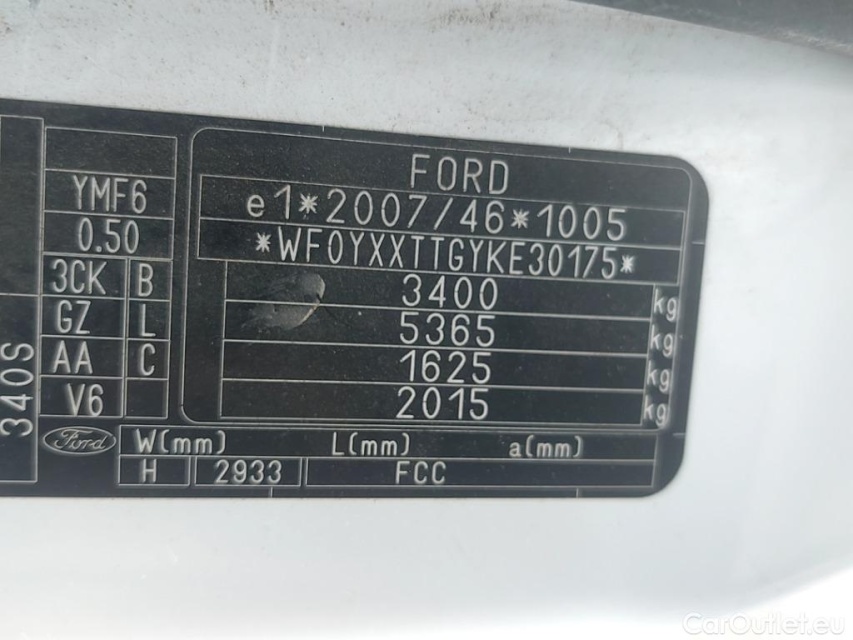 FORD
e1*2007/46*1005
*WF0YXXTTGYKE30175*
3400 kg
5365 kg
1625 kg
2015 kg
YMF6
0.50
3CK B
GZ L
AA C
V6
340S
Ford W(mm) L(mm) a(mm)
H 2933 FCC
CarOutlet.eu